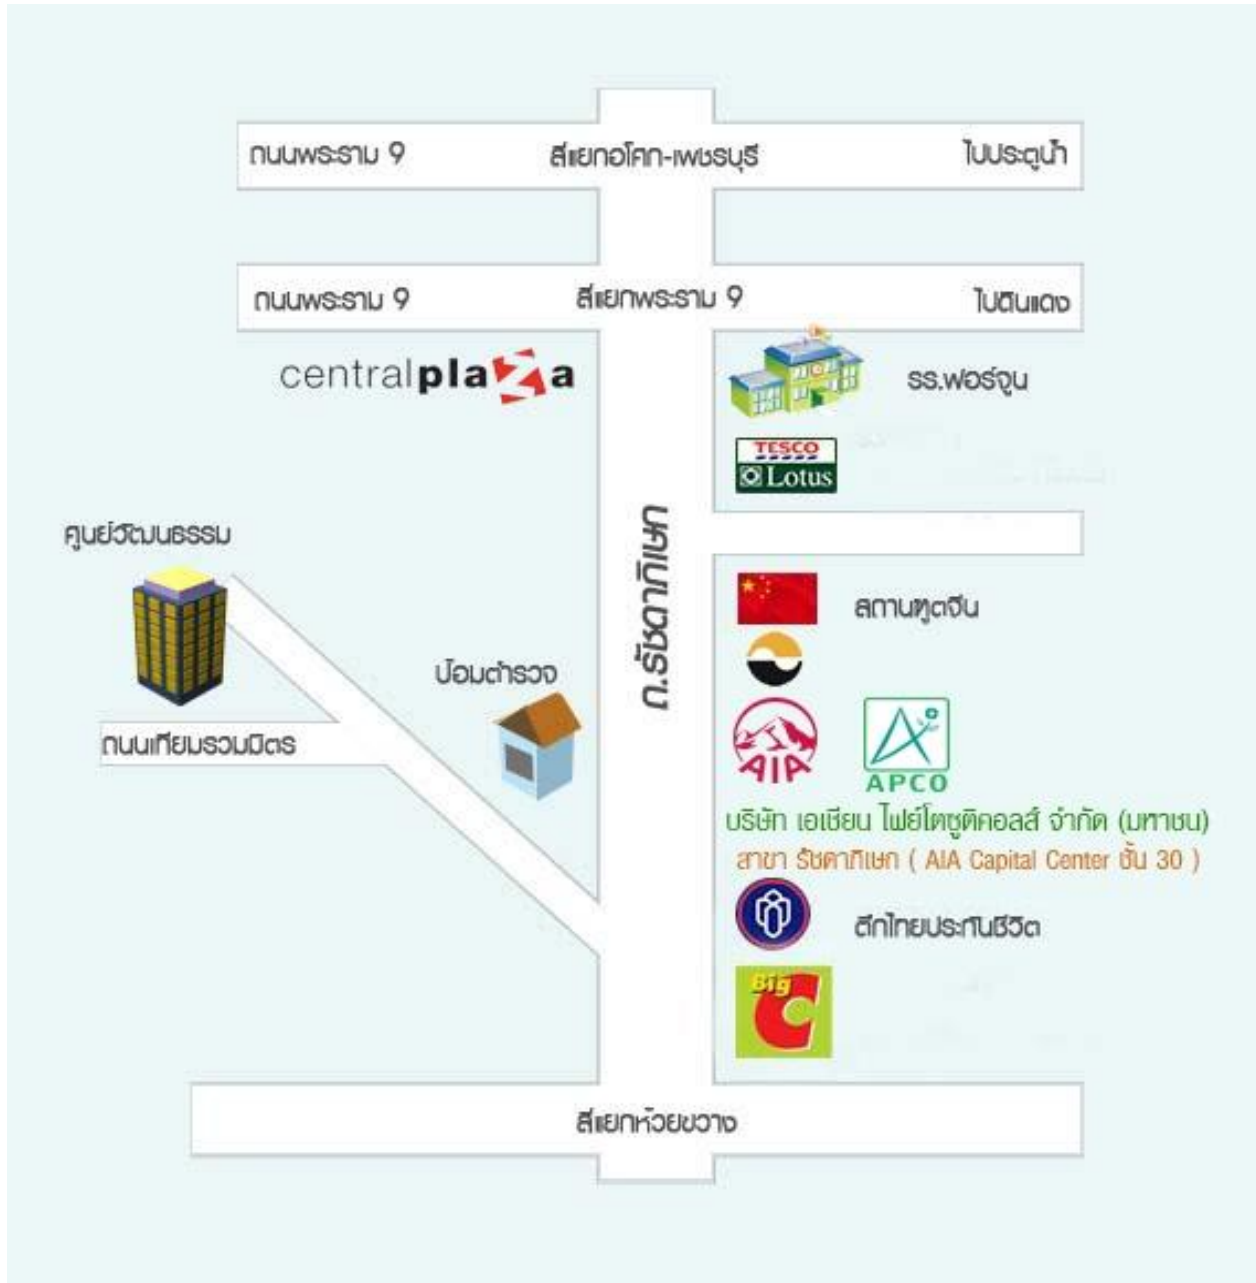 ถนนพระราม 9 สี่แยกอโศก-เพชรบุรี ไปประตูน้ำ
ถนนพระราม 9 สี่แยกพระราม 9 ไปดินแดง
centralplaza
รร.ฟอร์จูน
TESCO
Lotus
ศูนย์วัฒนธรรม
ถ.รัชดาภิเษก
สถานฑูตจีน
ป้อมตำรวจ
ถนนเทียมรวมมิตร
AIA
APCO
บริษัท เอเชียน ไฟย์โตซูติคอลส์ จำกัด (มหาชน)
สาขา รัชดาภิเษก ( AIA Capital Center ชั้น 30 )
ตึกไทยประกันชีวิต
Big C
สี่แยกห้วยขวาง